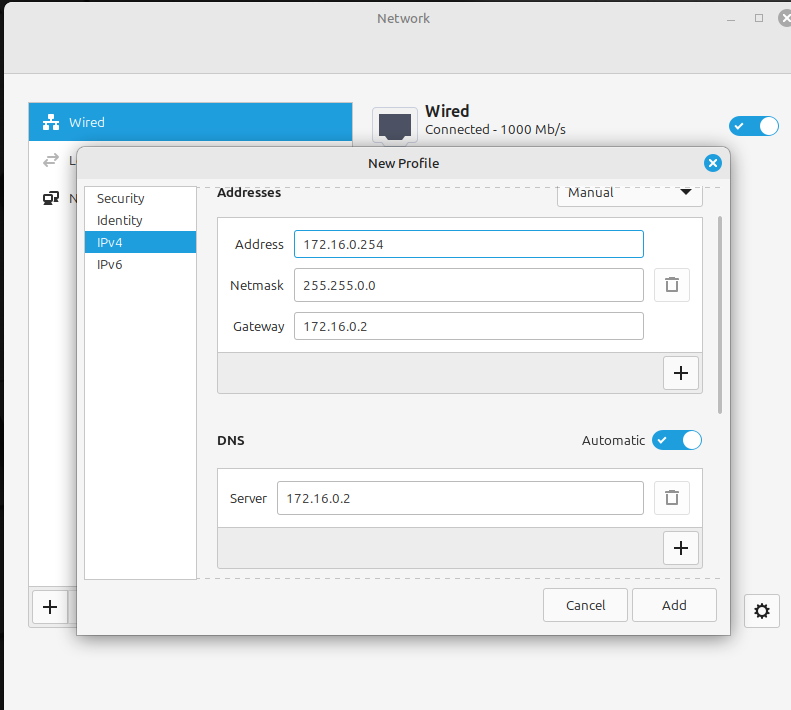 Network
Wired
Wired
Connected - 1000 Mb/s
L
N
New Profile
Security
Identity
IPv4
IPv6
Addresses
Manual
Address
172.16.0.254
Netmask
255.255.0.0
Gateway
172.16.0.2
DNS
Automatic
Server
172.16.0.2
Cancel
Add